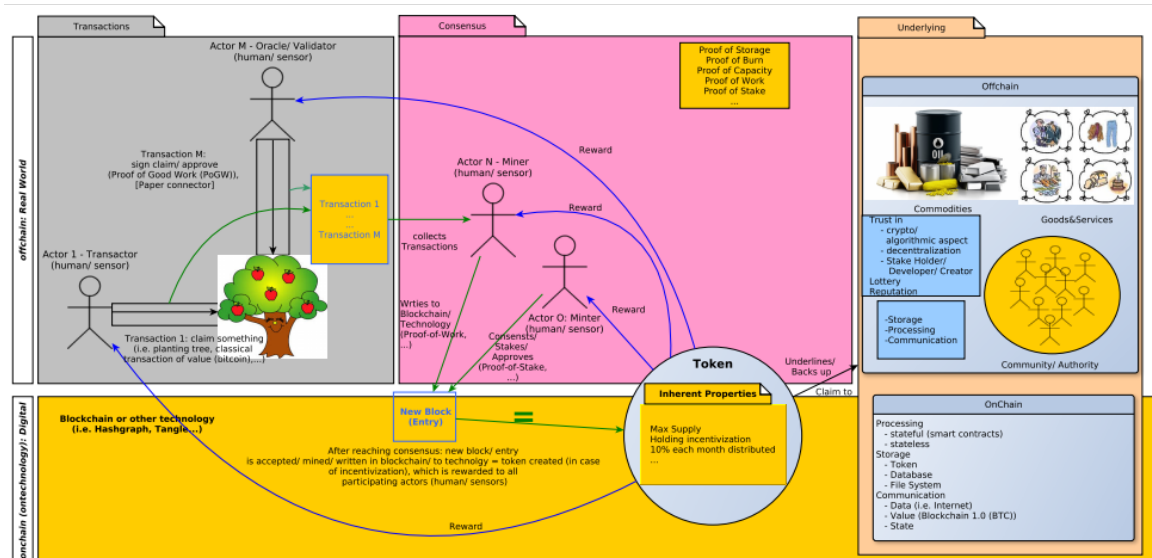 Transactions
Consensus
Underlying
offchain: Real World
Actor M - Oracle/ Validator
(human/ sensor)
Transaction M:
sign claim/ approve
(Proof of Good Work (PoGW)),
[Paper connector]
Transaction 1
...
...
Transaction M
Actor 1 - Transactor
(human/ sensor)
Transaction 1: claim something
(i.e. planting tree, classical
transaction of value (bitcoin),...)
Proof of Storage
Proof of Burn
Proof of Capacity
Proof of Work
Proof of Stake
...
Reward
Actor N - Miner
(human/ sensor)
Reward
collects
Transactions
Actor O: Minter
(human/ sensor)
Reward
Wrties to
Blockchain/
Technology
(Proof-of-Work,
...)
Consensts/
Stakes/
Approves
(Proof-of-Stake,
...)
Offchain
OIL
Commodities
Goods&Services
Trust in
- crypto/
algorithmic aspect
- decenttralization
- Stake Holder/
Developer/ Creator
Lottery
Reputation
-Storage
-Processing
-Communication
Community/ Authority
Underlines/
Backs up
Claim to
Token
Inherent Properties
Max Supply
Holding incentivization
10% each month distributed
...
onchain (ontechnology): Digital
Blockchain or other technology
(i.e. Hashgraph, Tangle...)
New Block
(Entry)
=
After reaching consensus: new block/ entry
is accepted/ mined/ written in blockchain/ to technolgy = token created (in case
of incentivization), which is rewarded to all
participating actors (human/ sensors)
Reward
OnChain
Processing
- stateful (smart contracts)
- stateless
Storage
- Token
- Database
- File System
Communication
- Data (i.e. Internet)
- Value (Blockchain 1.0 (BTC))
- State